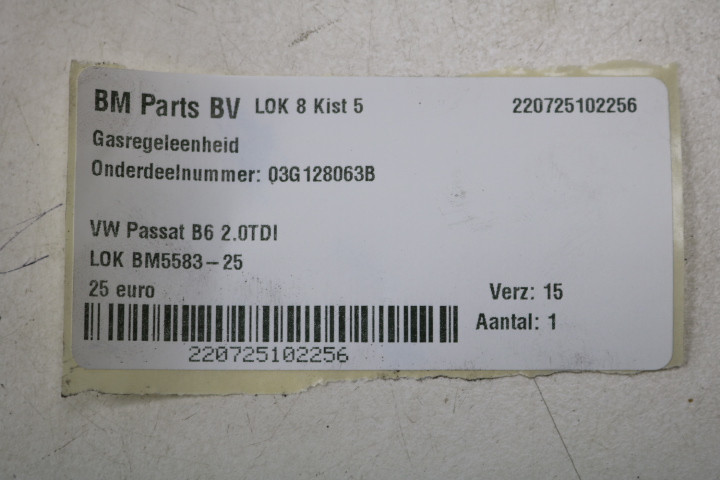 BM Parts BV LOK 8 Kist 5 220725102256
Gasregeleenheid
Onderdeelnummer: 03G128063B
VW Passat B6 2.0TDI
LOK BM5583-25
25 euro Verz: 15
Aantal: 1
220725102256